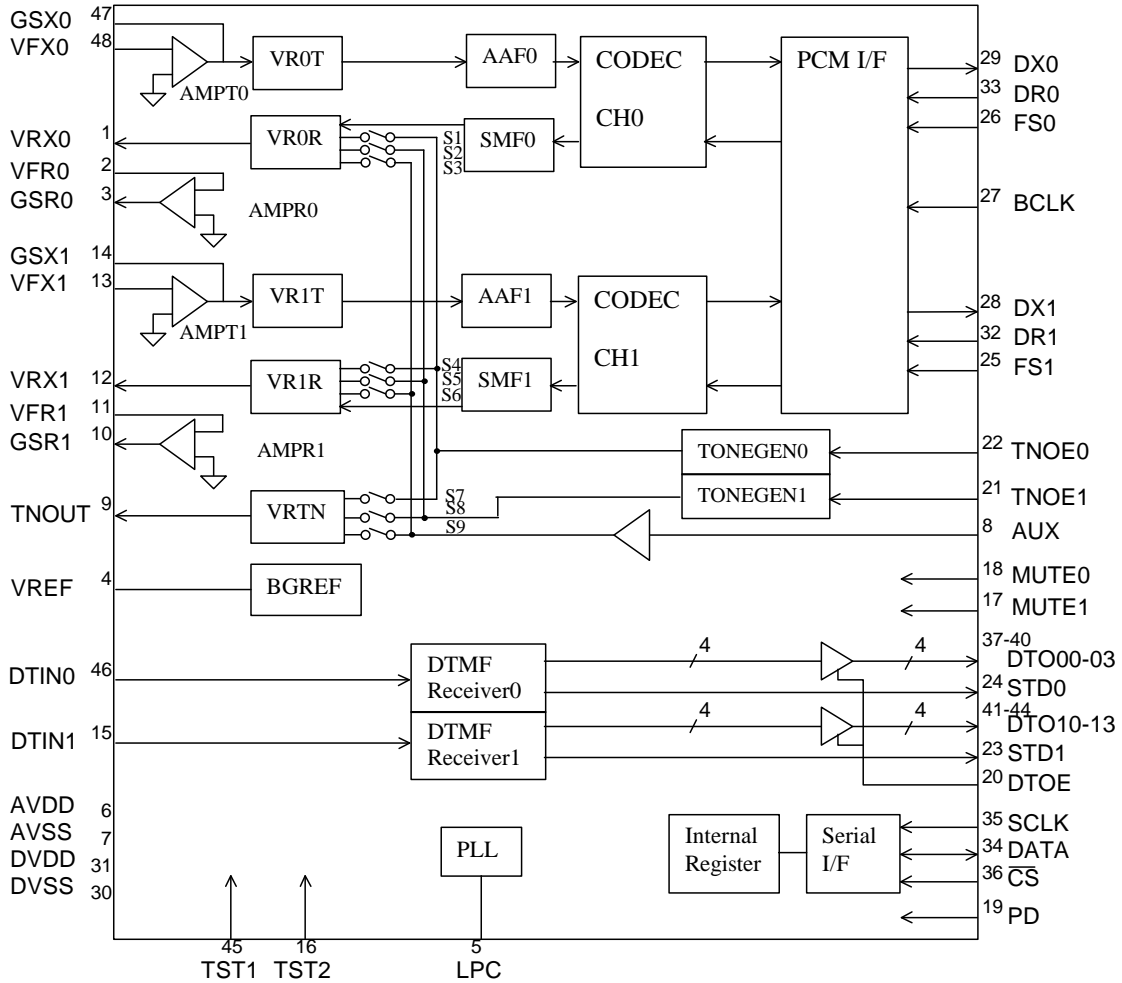 GSX0 47
VFX0 48
AMPT0
VR0T
AAF0
CODEC
CH0
PCM I/F
29 DX0
33 DR0
26 FS0
VRX0 1
VR0R
S1
S2
S3
SMF0
VFR0 2
GSR0 3
AMPR0
27 BCLK
GSX1 14
VFX1 13
AMPT1
VR1T
AAF1
CODEC
CH1
28 DX1
32 DR1
25 FS1
VRX1 12
VR1R
S4
S5
S6
SMF1
VFR1 11
GSR1 10
AMPR1
TONEGEN0
22 TNOE0
TONEGEN1
21 TNOE1
TNOUT 9
VRTN
S7
S8
S9
8 AUX
VREF 4
BGREF
18 MUTE0
17 MUTE1
DTIN0 46
DTMF
Receiver0
4
4
37-40
DTO00-03
24 STD0
DTIN1 15
DTMF
Receiver1
4
4
41-44
DTO10-13
23 STD1
20 DTOE
AVDD 6
AVSS 7
DVDD 31
DVSS 30
PLL
Internal
Register
Serial
I/F
35 SCLK
34 DATA
36 CS
19 PD
45
TST1
16
TST2
5
LPC